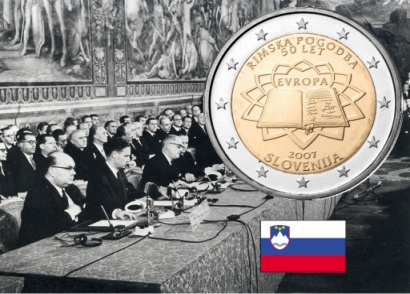 RIMSKA POGODBA
50 LET
EVROPA
2007
SLOVENIJA